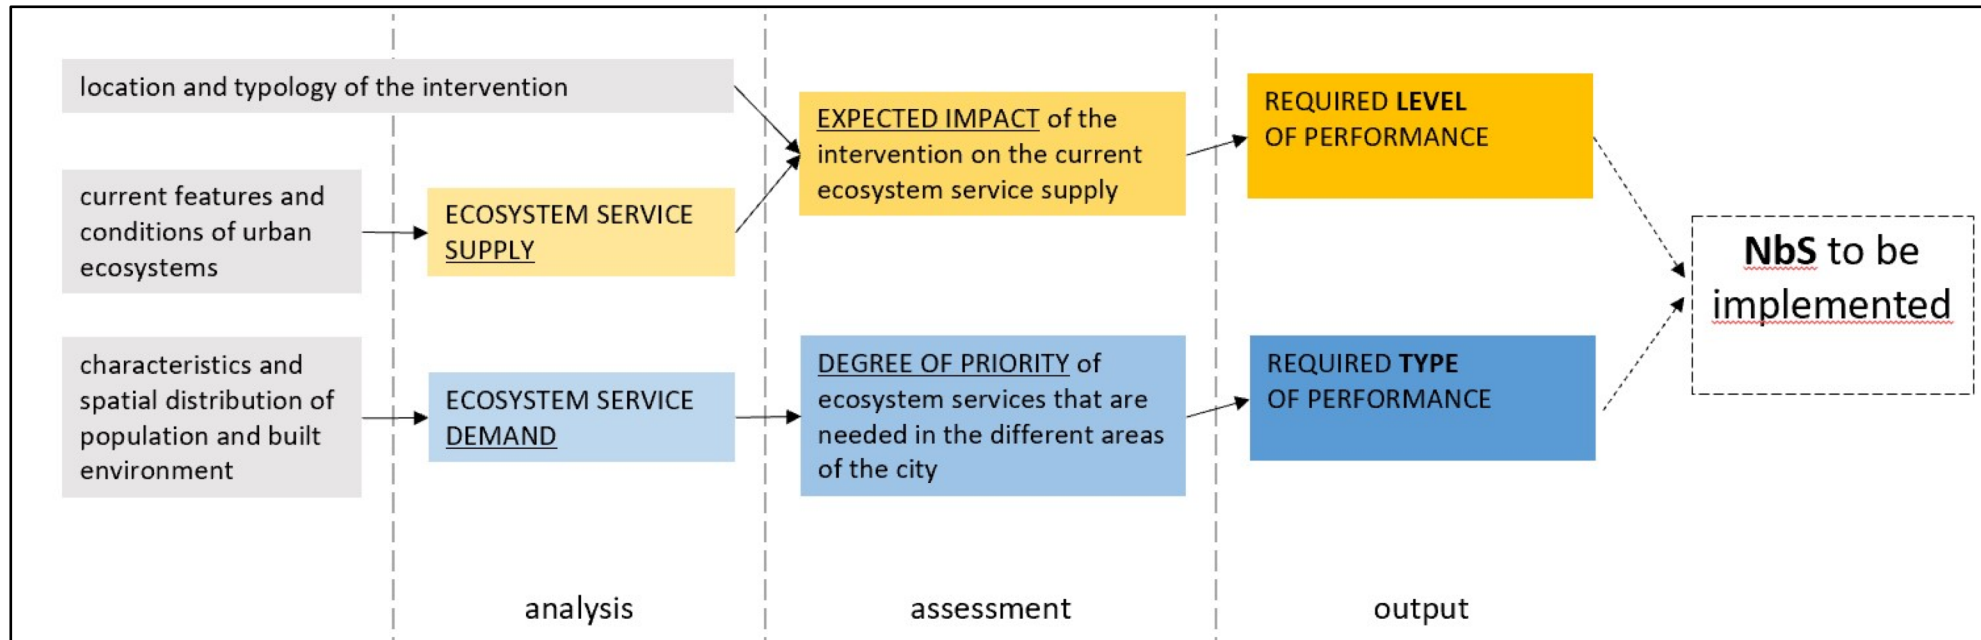 location and typology of the intervention
current features and
conditions of urban
ecosystems
characteristics and
spatial distribution of
population and built
environment
ECOSYSTEM SERVICE
SUPPLY
ECOSYSTEM SERVICE
DEMAND
EXPECTED IMPACT of the
intervention on the current
ecosystem service supply
DEGREE OF PRIORITY of
ecosystem services that are
needed in the different areas
of the city
REQUIRED LEVEL
OF PERFORMANCE
REQUIRED TYPE
OF PERFORMANCE
NbS to be
implemented
analysis
assessment
output